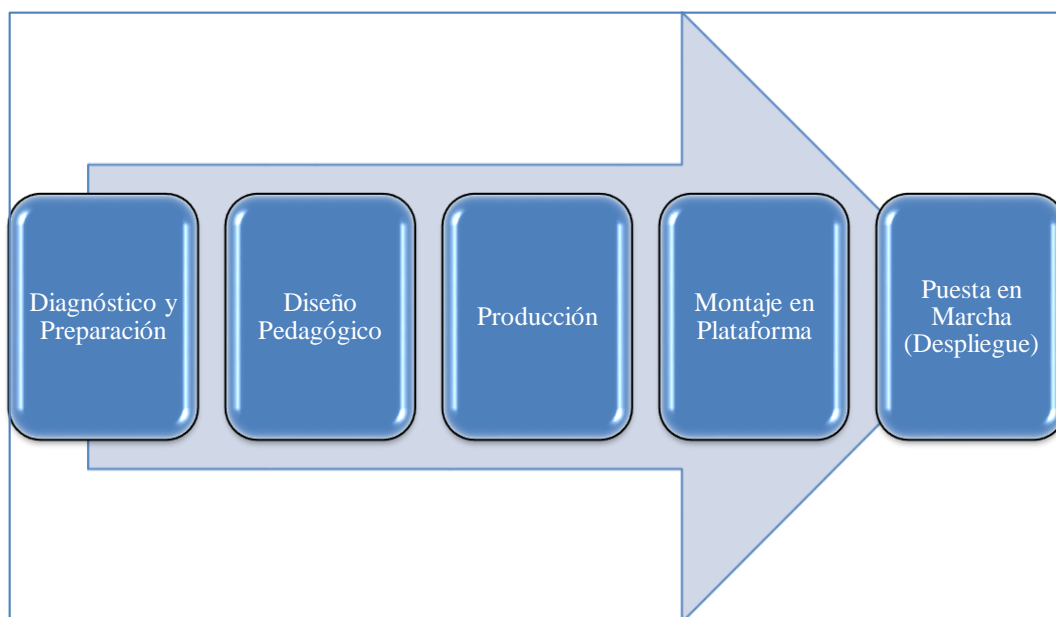 Diagnóstico y
Preparación
Diseño
Pedagógico
Producción
Montaje en
Plataforma
Puesta en
Marcha
(Despliegue)